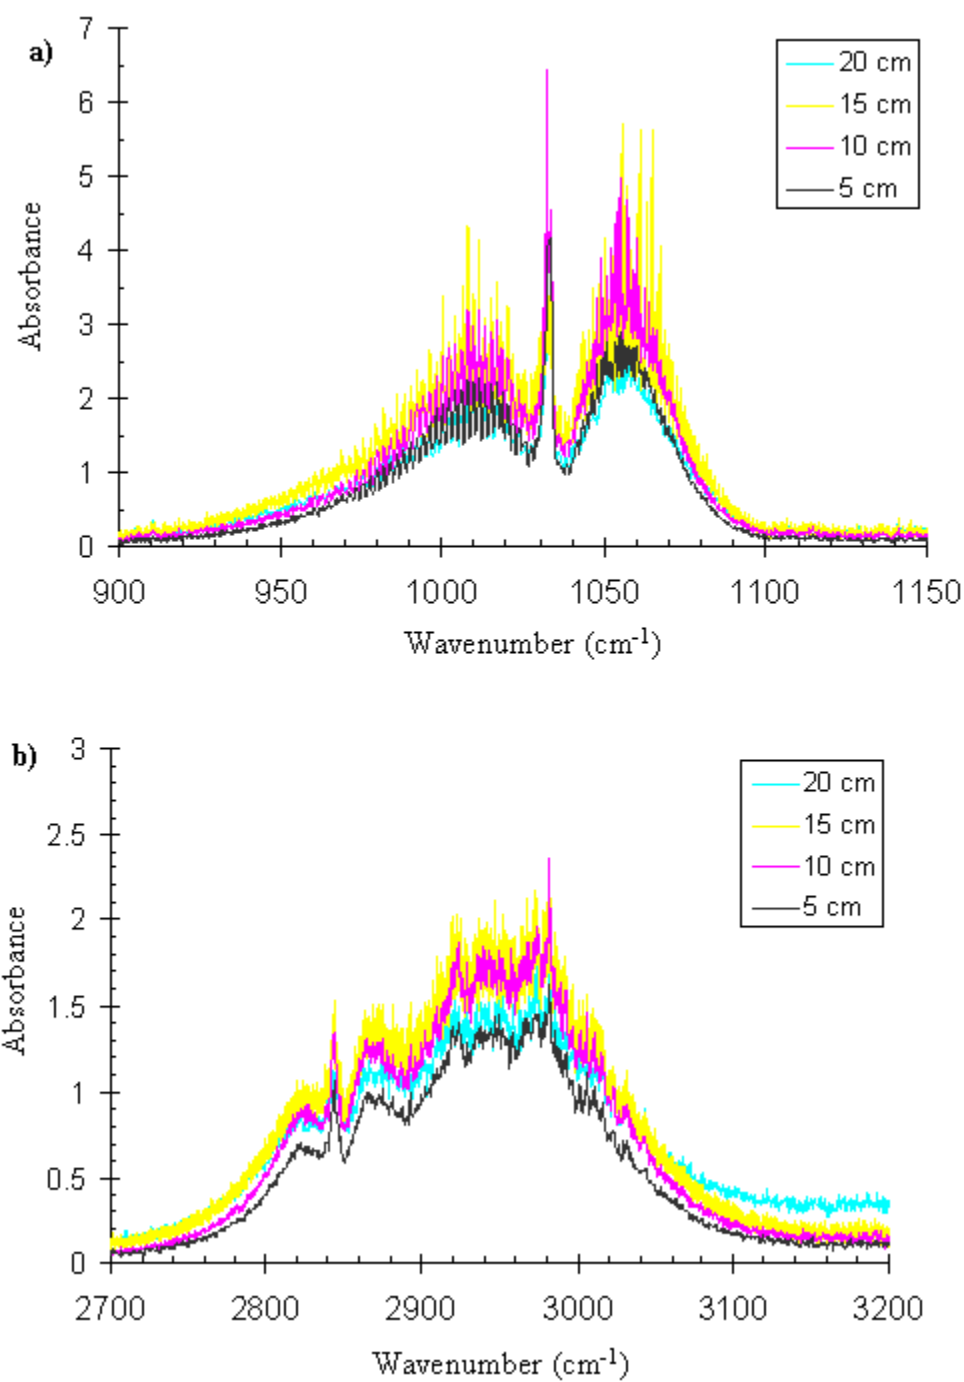 a)
7
6
5
4
3
2
1
0
Absorbance
20 cm
15 cm
10 cm
5 cm
900 950 1000 1050 1100 1150
Wavenumber (cm-1)
b)
3
2.5
2
1.5
1
0.5
0
Absorbance
20 cm
15 cm
10 cm
5 cm
2700 2800 2900 3000 3100 3200
Wavenumber (cm-1)